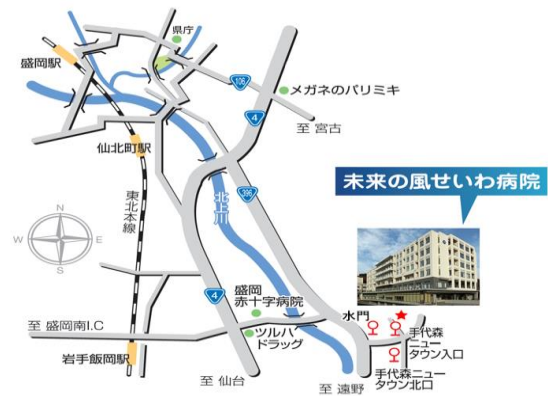 県庁
盛岡駅
106
メガネのパリミキ
4
至 宮古
仙北町駅
未来の風せいわ病院
396
北上川
東北本線
N
W
E
S
4
盛岡
赤十字病院
水門
至 盛岡南I.C
ツルハ
ドラッグ
手代森
ニュー
タウン入口
岩手飯岡駅
手代森ニュー
タウン北口
至 仙台
至 遠野